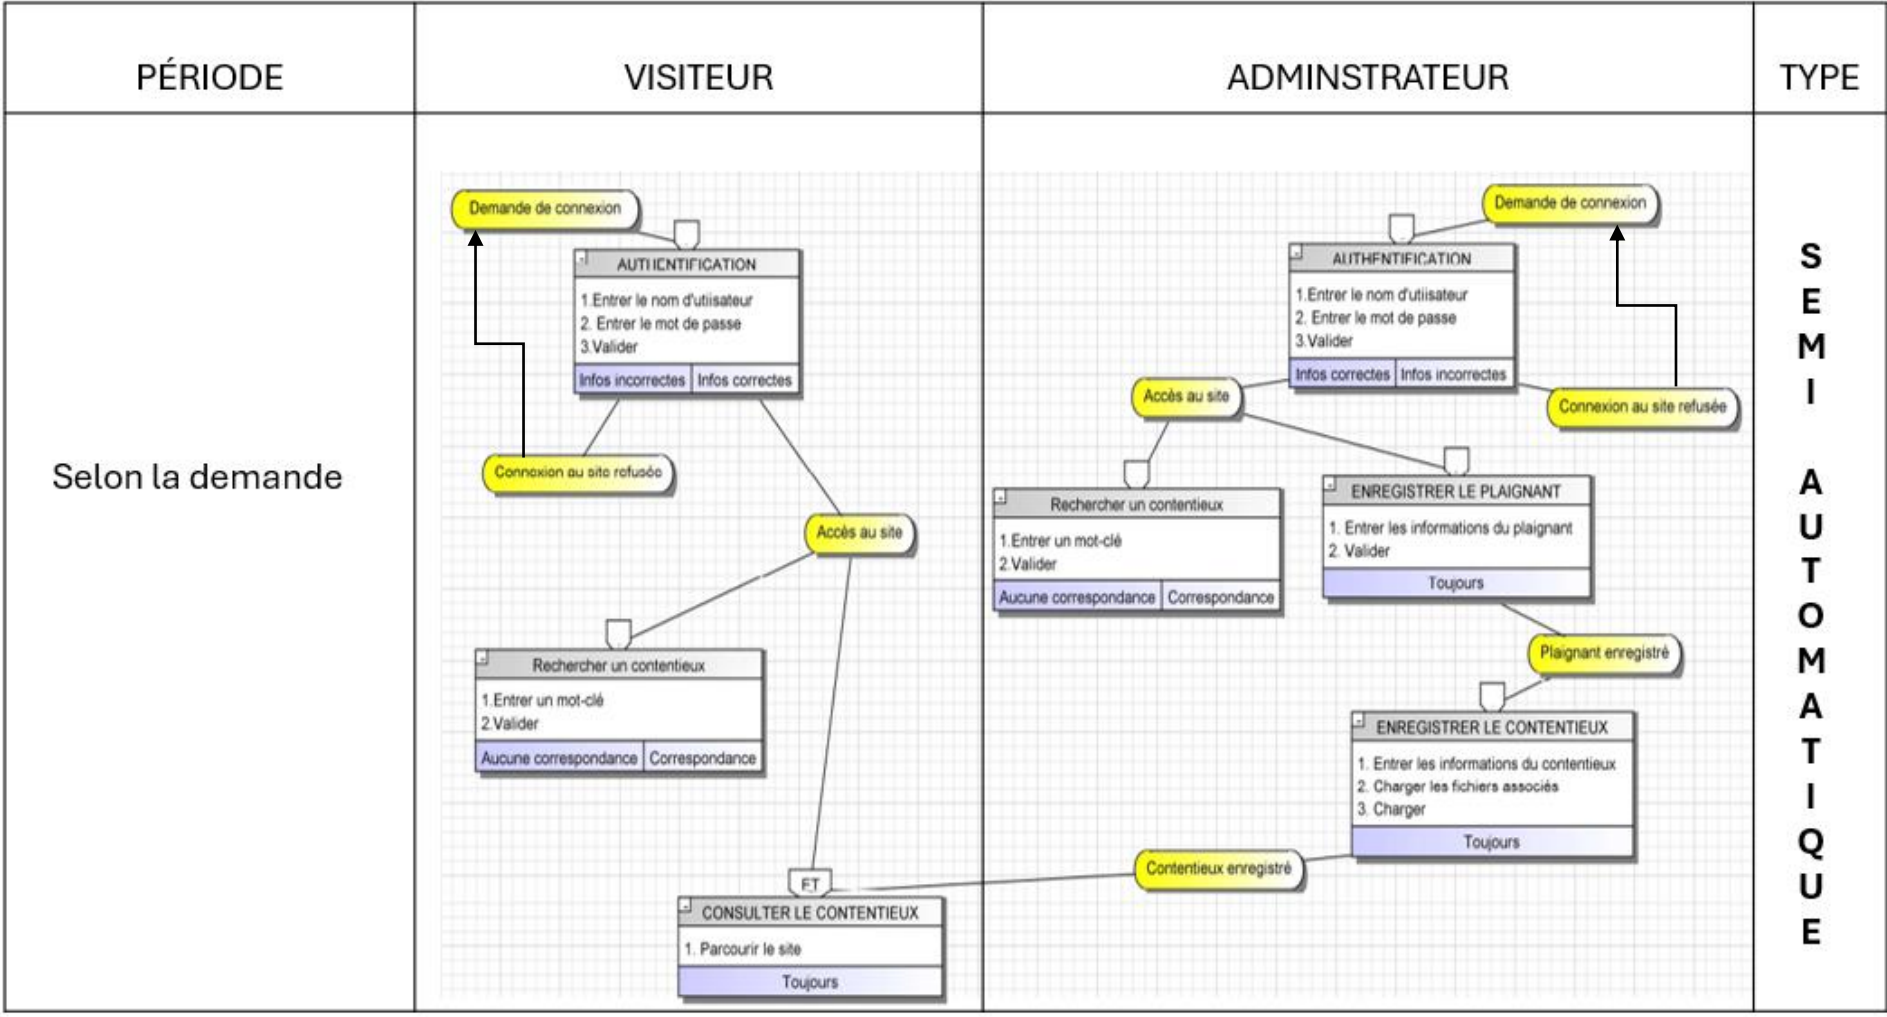 PÉRIODE
VISITEUR
ADMINSTRATEUR
TYPE
Selon la demande
Demande de connexion
AUTHENTIFICATION
1.Entrer le nom d'utiisateur
2. Entrer le mot de passe
3.Valider
Infos incorrectes
Infos correctes
Connexion au site refusée
Accès au site
Rechercher un contentieux
1.Entrer un mot-clé
2.Valider
Aucune correspondance
Correspondance
ET
CONSULTER LE CONTENTIEUX
1. Parcourir le site
Toujours
Demande de connexion
AUTHENTIFICATION
1.Entrer le nom d'utiisateur
2. Entrer le mot de passe
3.Valider
Infos correctes
Infos incorrectes
Accès au site
Connexion au site refusée
Rechercher un contentieux
1.Entrer un mot-clé
2.Valider
Aucune correspondance
Correspondance
ENREGISTRER LE PLAIGNANT
1. Entrer les informations du plaignant
2. Valider
Toujours
Plaignant enregistré
ENREGISTRER LE CONTENTIEUX
1. Entrer les informations du contentieux
2. Charger les fichiers associés
3. Charger
Toujours
Contentieux enregistré
S
E
M
I
A
U
T
O
M
A
T
I
Q
U
E